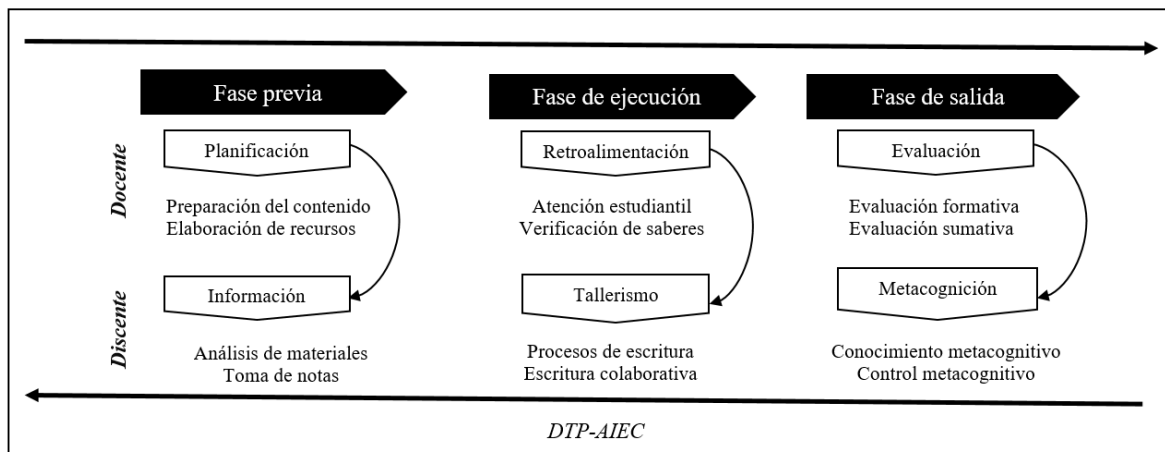 Fase previa
Fase de ejecución
Fase de salida
Docente
Planificación
Retroalimentación
Evaluación
Preparación del contenido
Elaboración de recursos
Atención estudiantil
Verificación de saberes
Evaluación formativa
Evaluación sumativa
Discente
Información
Tallerismo
Metacognición
Análisis de materiales
Toma de notas
Procesos de escritura
Escritura colaborativa
Conocimiento metacognitivo
Control metacognitivo
DTP-AIEC